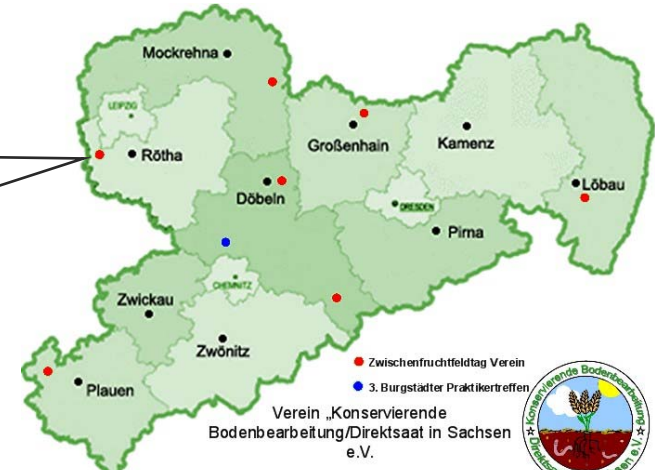 Mockrehna
LEIPZIG
Rötha
Großenhain
Kamenz
Döbeln
Löbau
DRESDEN
Pirna
CHEMNITZ
Zwickau
Zwönitz
Plauen
Zwischenfruchtfeldtag Verein
3. Burgstädter Praktikertreffen
Verein „Konservierende
Bodenbearbeitung/Direktsaat in Sachsen
e.V.
Konservierende Bodenbearbeitung